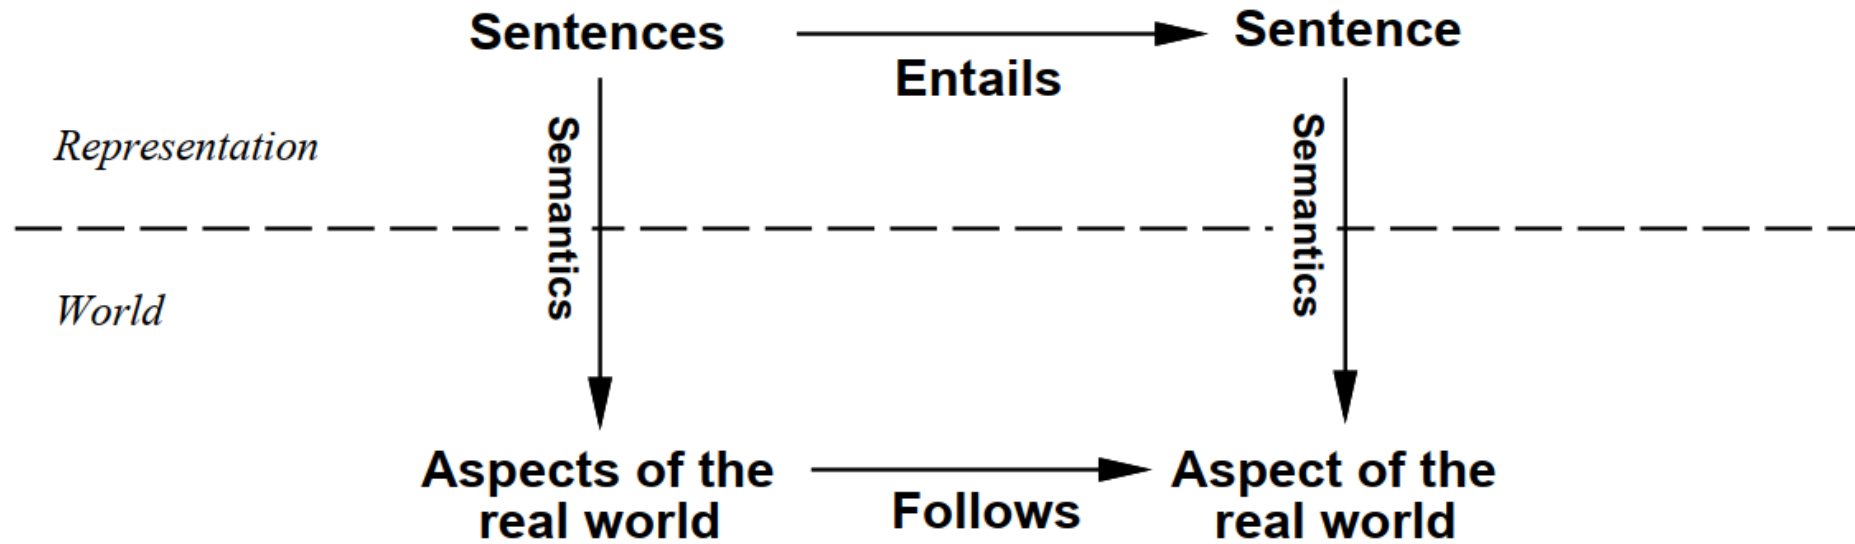 Sentences
Sentence
Entails
Semantics
Semantics
Representation
World
Aspects of the
real world
Follows
Aspect of the
real world